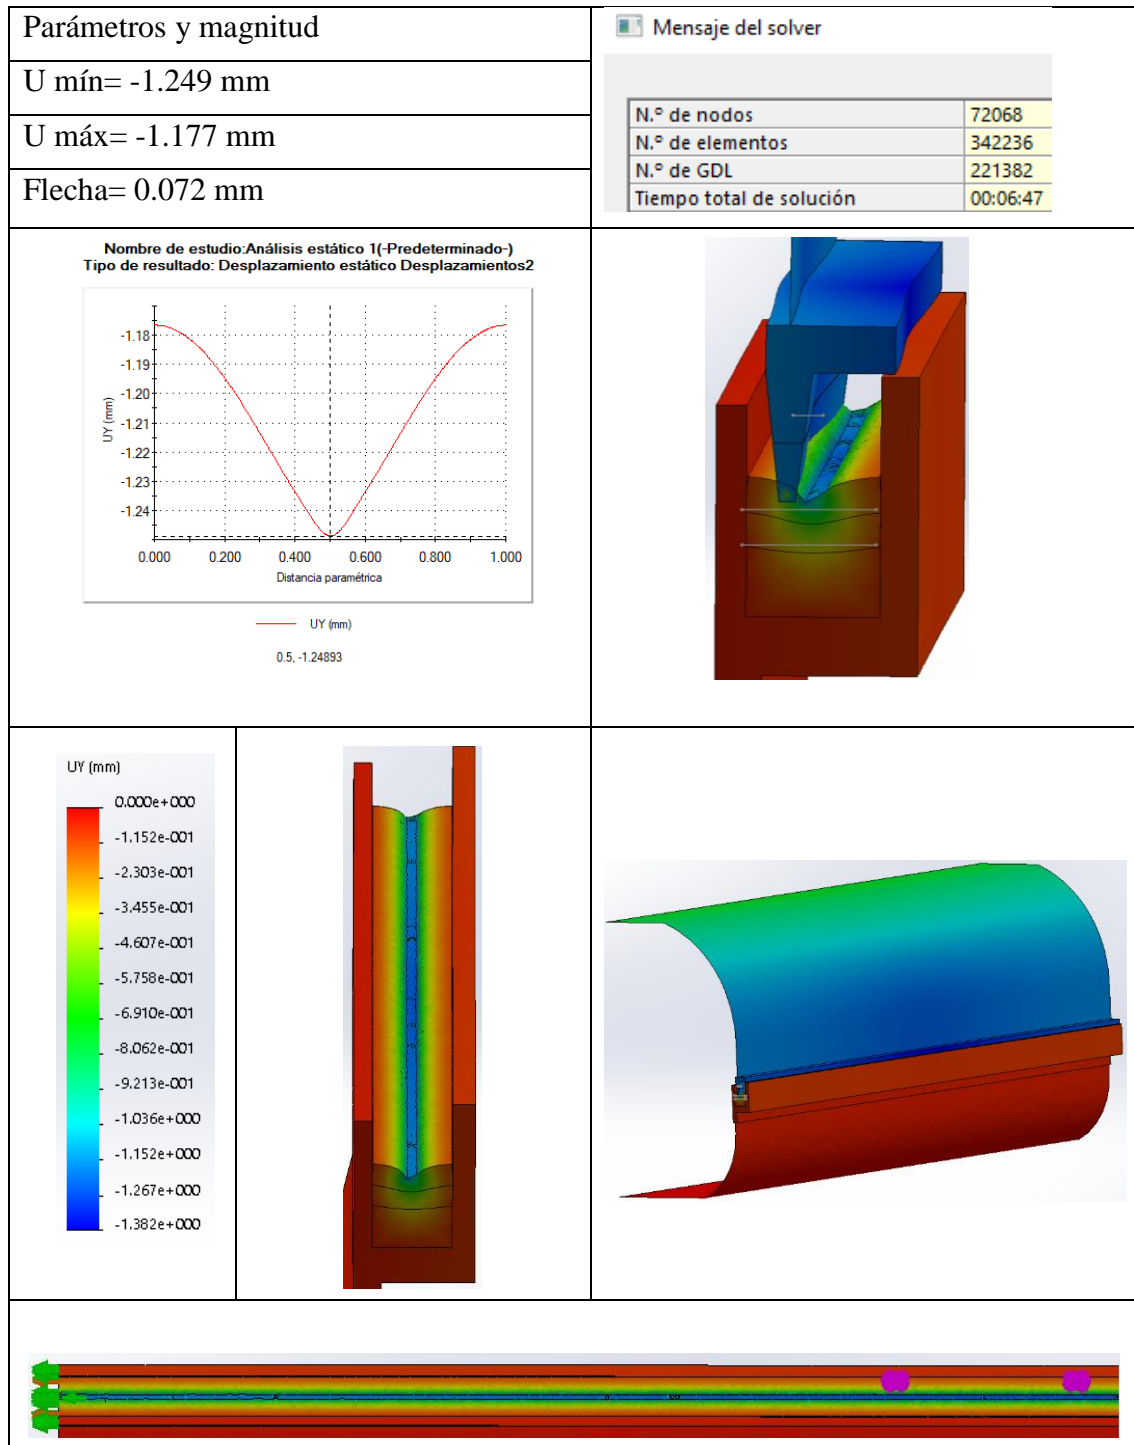 Parámetros y magnitud
U mín= -1.249 mm
U máx= -1.177 mm
Flecha= 0.072 mm
Mensaje del solver
N.º de nodos 72068
N.º de elementos 342236
N.º de GDL 221382
Tiempo total de solución 00:06:47
Nombre de estudio:Análisis estático 1(-Predeterminado-)
Tipo de resultado: Desplazamiento estático Desplazamientos2
UY (mm)
-1.18
-1.19
-1.20
-1.21
-1.22
-1.23
-1.24
0.000 0.200 0.400 0.600 0.800 1.000
Distancia paramétrica
UY (mm)
0.5, -1.24893
UY (mm)
0.000e+000
-1.152e-001
-2.303e-001
-3.455e-001
-4.607e-001
-5.758e-001
-6.910e-001
-8.062e-001
-9.213e-001
-1.036e+000
-1.152e+000
-1.267e+000
-1.382e+000